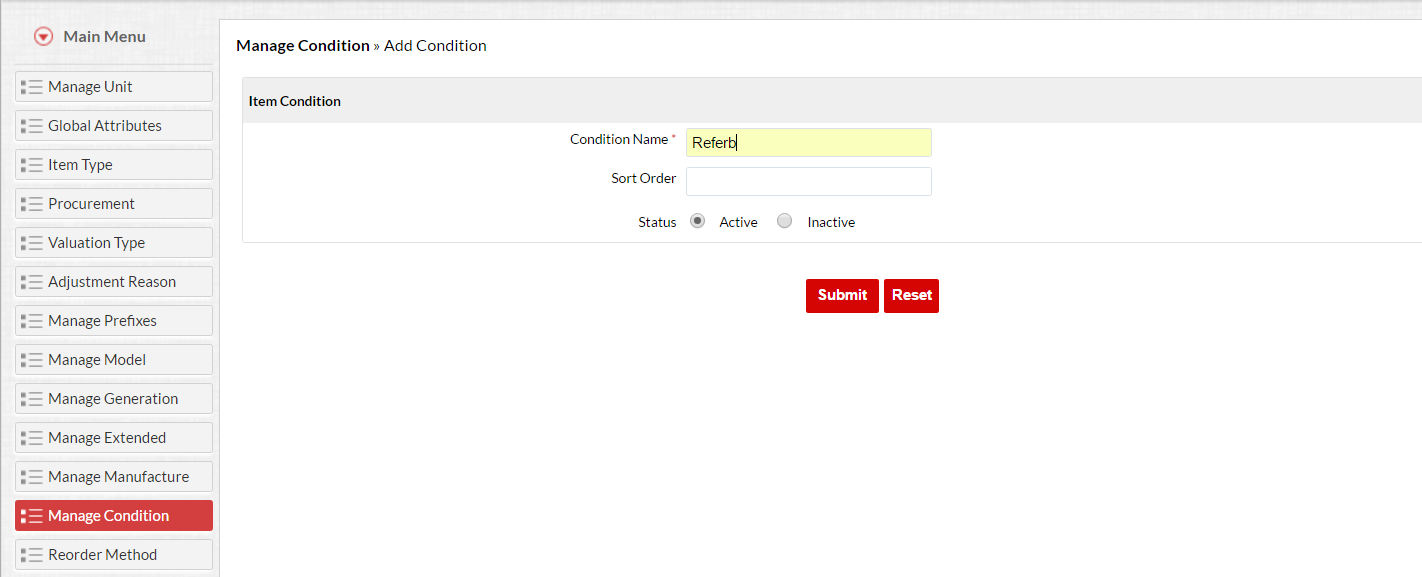 Main Menu
Manage Unit
Global Attributes
Item Type
Procurement
Valuation Type
Adjustment Reason
Manage Prefixes
Manage Model
Manage Generation
Manage Extended
Manage Manufacture
Manage Condition
Reorder Method
Manage Condition » Add Condition
Item Condition
Condition Name * Referb
Sort Order
Status Active Inactive
Submit Reset